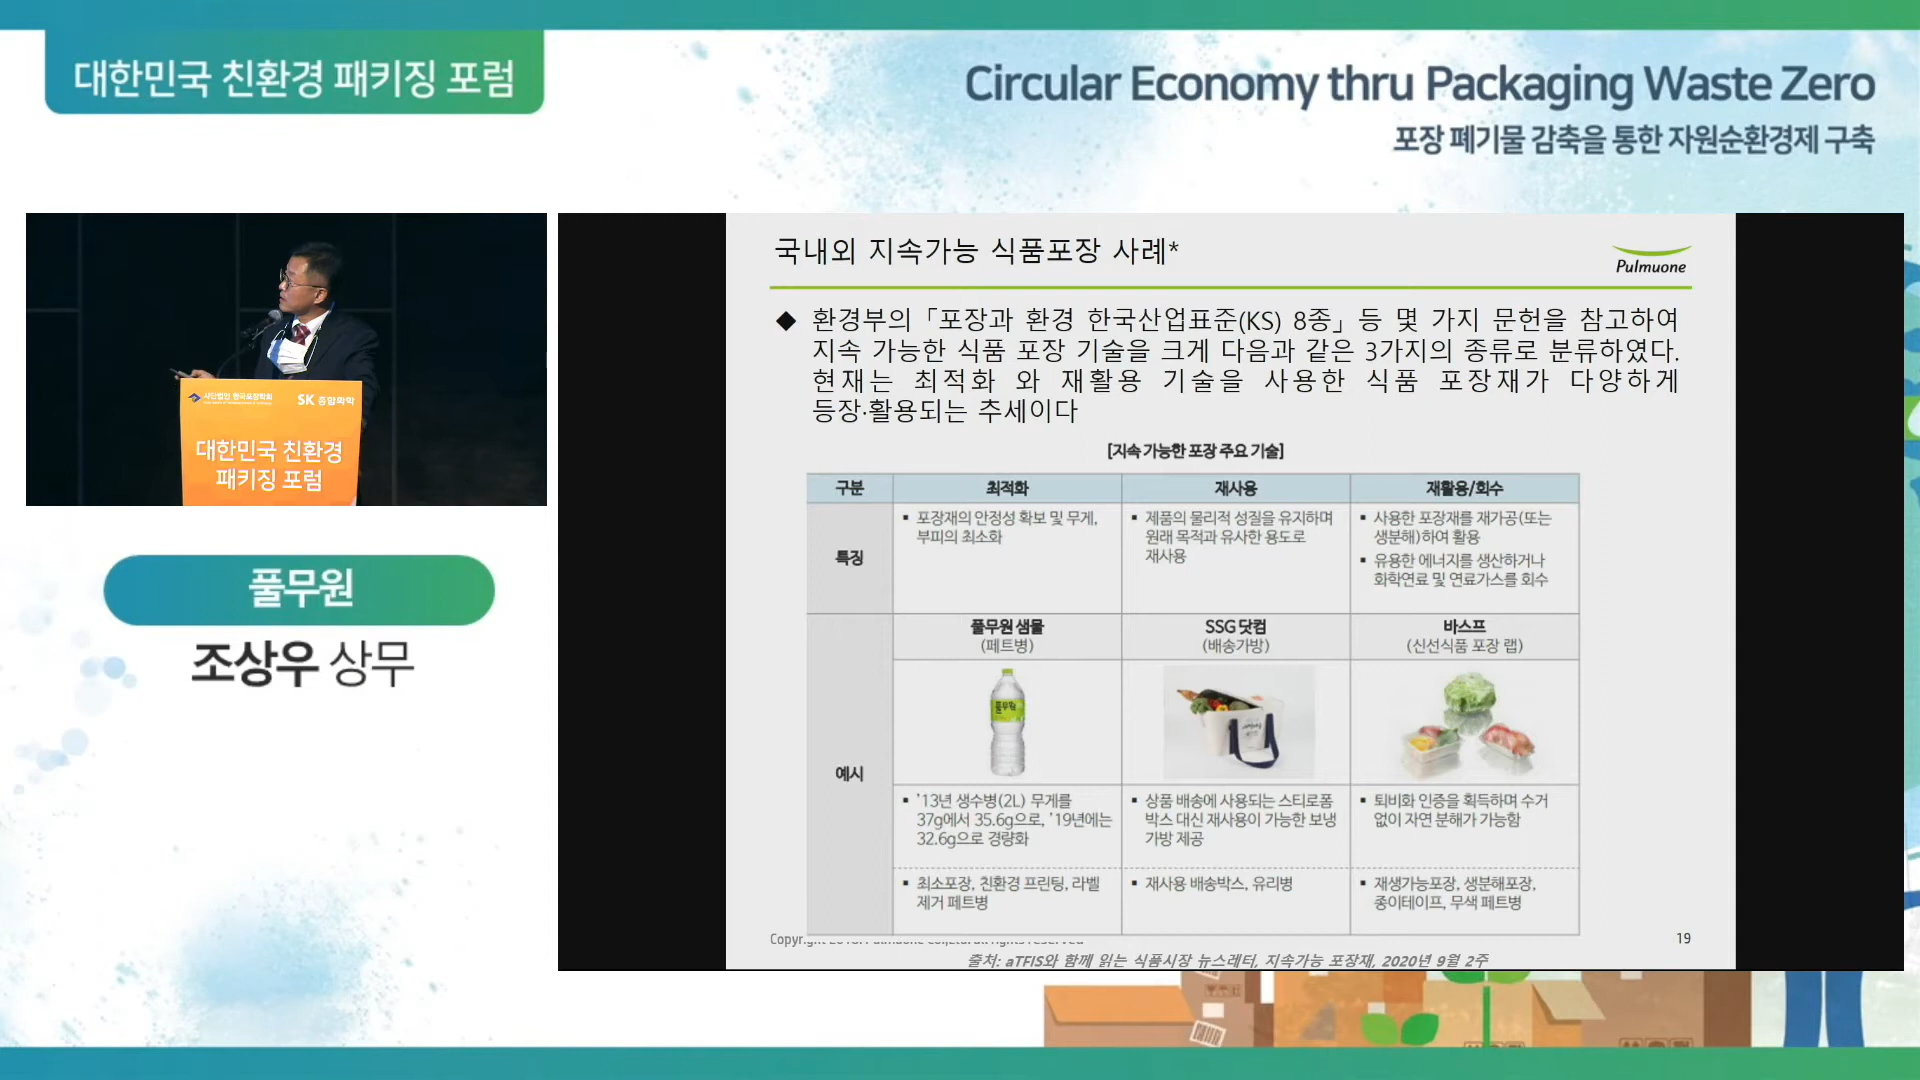 대한민국 친환경 패키징 포럼
Circular Economy thru Packaging Waste Zero
포장 폐기물 감축을 통한 자원순환경제 구축
사단법인 한국포장학회
SK 종합화학
대한민국 친환경
패키징 포럼
풀무원
조상우 상무
국내외 지속가능 식품포장 사례*
Pulmuone
◆ 환경부의 「포장과 환경 한국산업표준(KS) 8종」 등 몇 가지 문헌을 참고하여
지속 가능한 식품 포장 기술을 크게 다음과 같은 3가지의 종류로 분류하였다.
현재는 최적화 와 재활용 기술을 사용한 식품 포장재가 다양하게
등장·활용되는 추세이다
[지속 가능한 포장 주요 기술]
구분
최적화
재사용
재활용/회수
특징
▪ 포장재의 안정성 확보 및 무게,
부피의 최소화
▪ 제품의 물리적 성질을 유지하며
원래 목적과 유사한 용도로
재사용
▪ 사용한 포장재를 재가공(또는
생분해)하여 활용
▪ 유용한 에너지를 생산하거나
화학연료 및 연료가스를 회수
예시
풀무원 샘물
(페트병)
SSG 닷컴
(배송가방)
바스프
(신선식품 포장 랩)
풀무원
▪ '13년 생수병(2L) 무게를
37g에서 35.6g으로, '19년에는
32.6g으로 경량화
▪ 상품 배송에 사용되는 스티로폼
박스 대신 재사용이 가능한 보냉
가방 제공
▪ 퇴비화 인증을 획득하며 수거
없이 자연 분해가 가능함
▪ 최소포장, 친환경 프린팅, 라벨
제거 페트병
▪ 재사용 배송박스, 유리병
▪ 재생가능포장, 생분해포장,
종이테이프, 무색 페트병
19
출처: aTFIS와 함께 읽는 식품시장 뉴스레터, 지속가능 포장재, 2020년 9월 2주